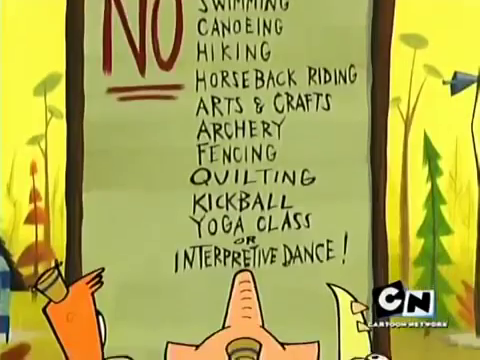 NO
SWIMMING
CANOEING
HIKING
HORSEBACK RIDING
ARTS & CRAFTS
ARCHERY
FENCING
QUILTING
KICKBALL
YOGA CLASS
OR
INTERPRETIVE DANCE!
CN
CARTOON NETWORK